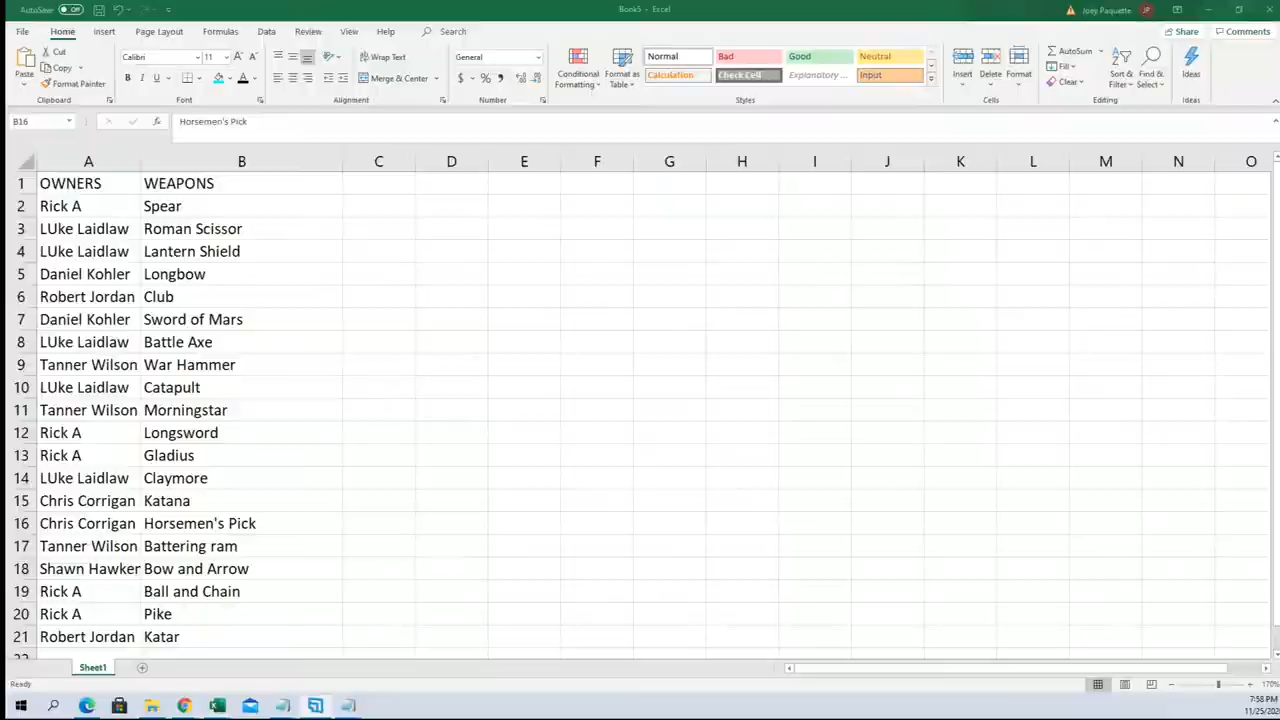 AutoSave Off Book5 - Excel Joey Paquette JP
File Home Insert Page Layout Formulas Data Review View Help Search Share Comments
Paste Cut Copy Format Painter Clipboard
Calibri 11 B I U Font
Wrap Text Merge & Center Alignment
General $ % Number
Conditional Formatting Format as Table Normal Bad Good Neutral Calculation Check Cell Explanatory ... Input Styles
Insert Delete Format Cells
AutoSum Fill Clear Sort & Filter Find & Select Editing
Ideas Ideas
B16 fx Horsemen's Pick
A B C D E F G H I J K L M N O
1 OWNERS WEAPONS
2 Rick A Spear
3 LUke Laidlaw Roman Scissor
4 LUke Laidlaw Lantern Shield
5 Daniel Kohler Longbow
6 Robert Jordan Club
7 Daniel Kohler Sword of Mars
8 LUke Laidlaw Battle Axe
9 Tanner Wilson War Hammer
10 LUke Laidlaw Catapult
11 Tanner Wilson Morningstar
12 Rick A Longsword
13 Rick A Gladius
14 LUke Laidlaw Claymore
15 Chris Corrigan Katana
16 Chris Corrigan Horsemen's Pick
17 Tanner Wilson Battering ram
18 Shawn Hawker Bow and Arrow
19 Rick A Ball and Chain
20 Rick A Pike
21 Robert Jordan Katar
22
Sheet1
Ready 170%
7:58 PM